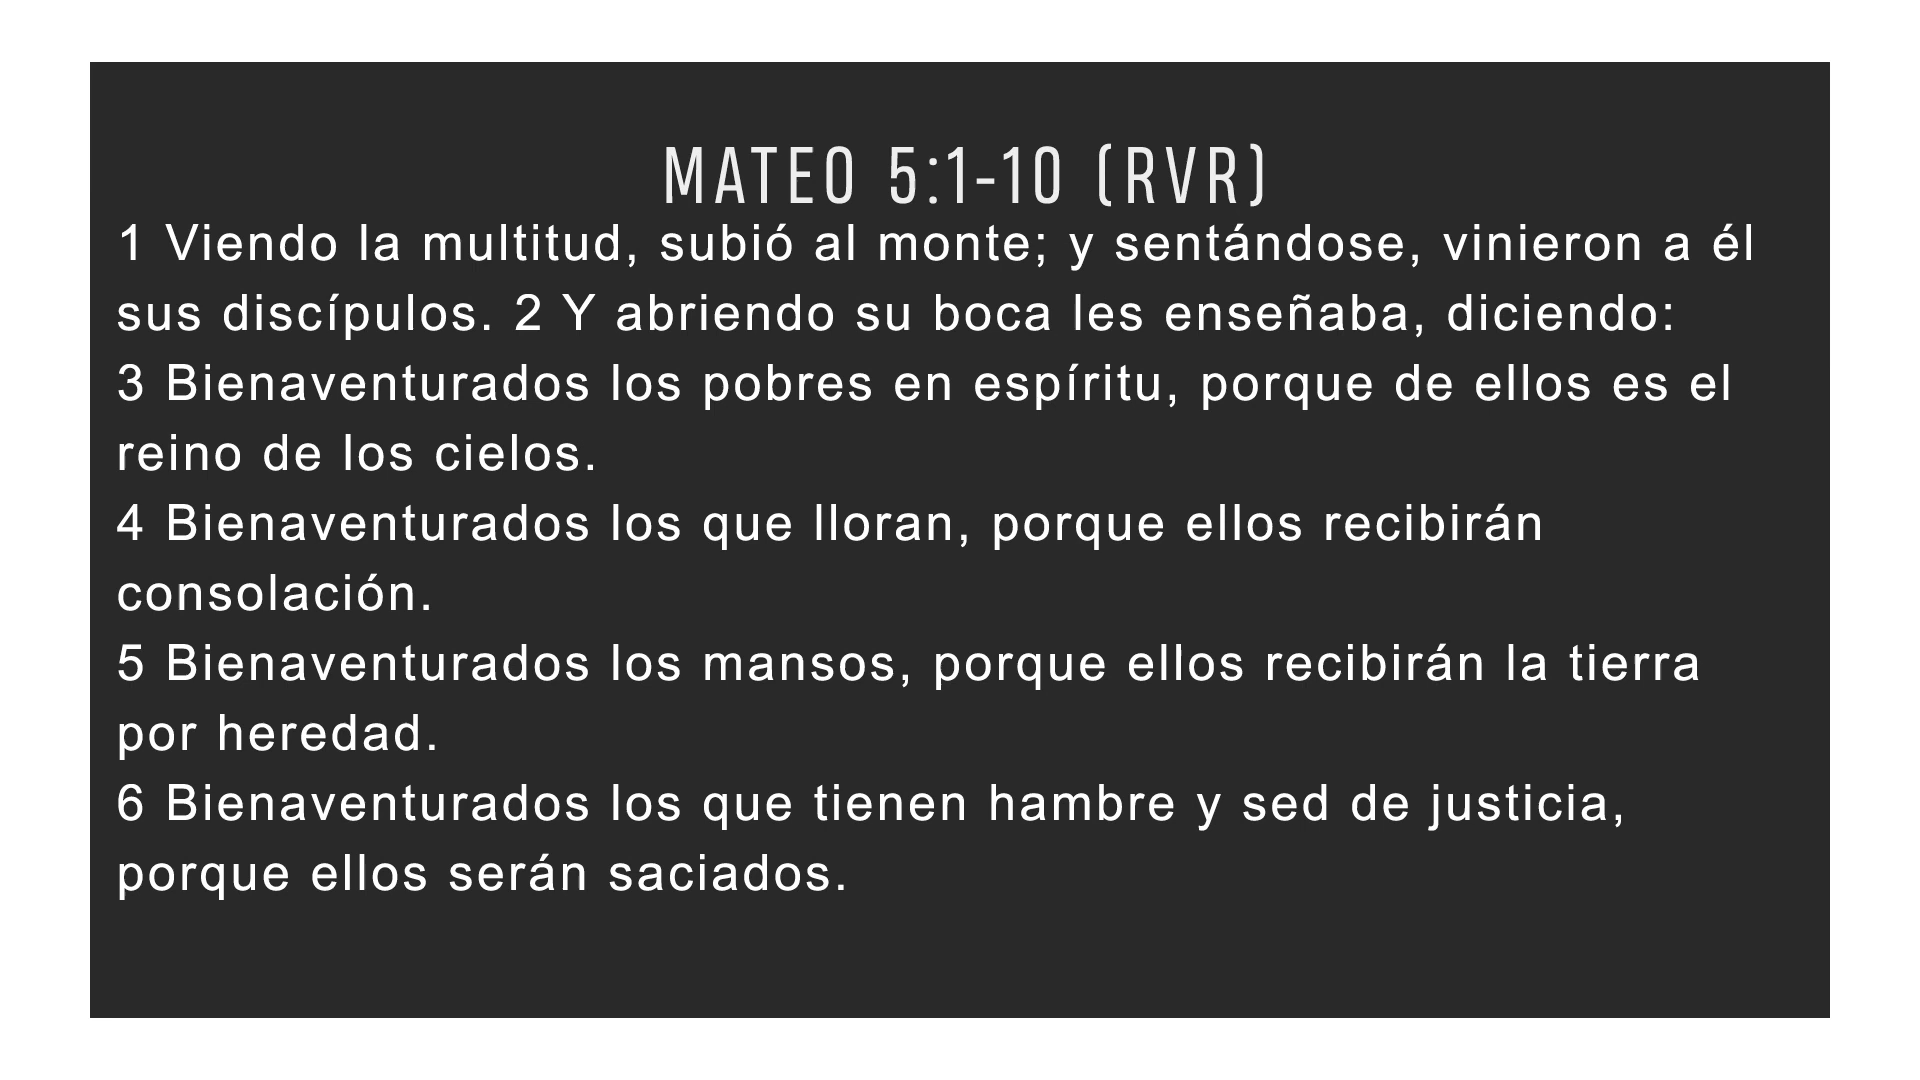 MATEO 5:1-10 (RVR)
1 Viendo la multitud, subió al monte; y sentándose, vinieron a él
sus discípulos. 2 Y abriendo su boca les enseñaba, diciendo:
3 Bienaventurados los pobres en espíritu, porque de ellos es el
reino de los cielos.
4 Bienaventurados los que lloran, porque ellos recibirán
consolación.
5 Bienaventurados los mansos, porque ellos recibirán la tierra
por heredad.
6 Bienaventurados los que tienen hambre y sed de justicia,
porque ellos serán saciados.